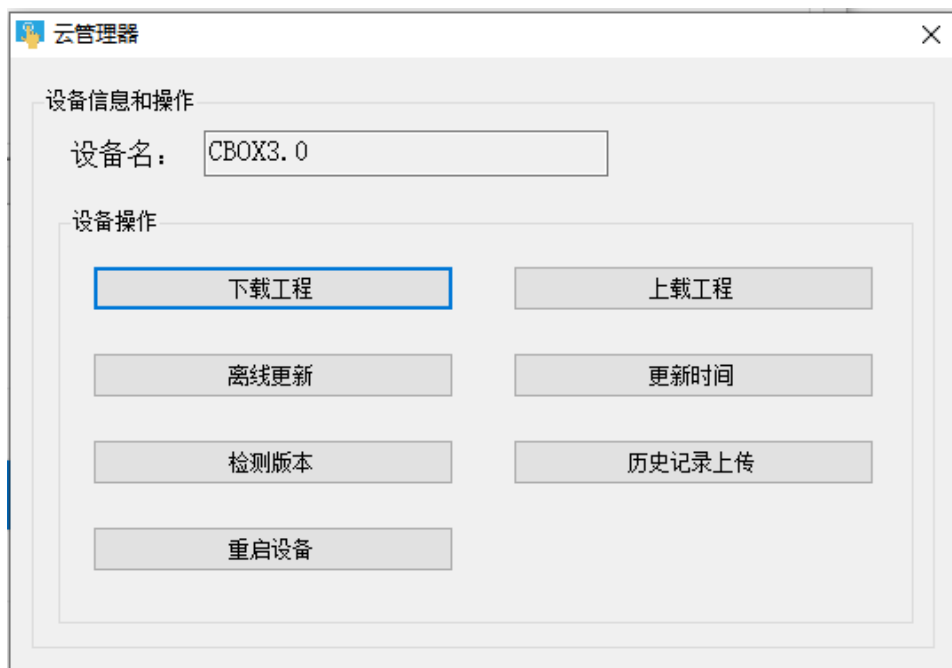 云管理器
设备信息和操作
设备名： CBOX3.0
设备操作
下载工程 上载工程
离线更新 更新时间
检测版本 历史记录上传
重启设备